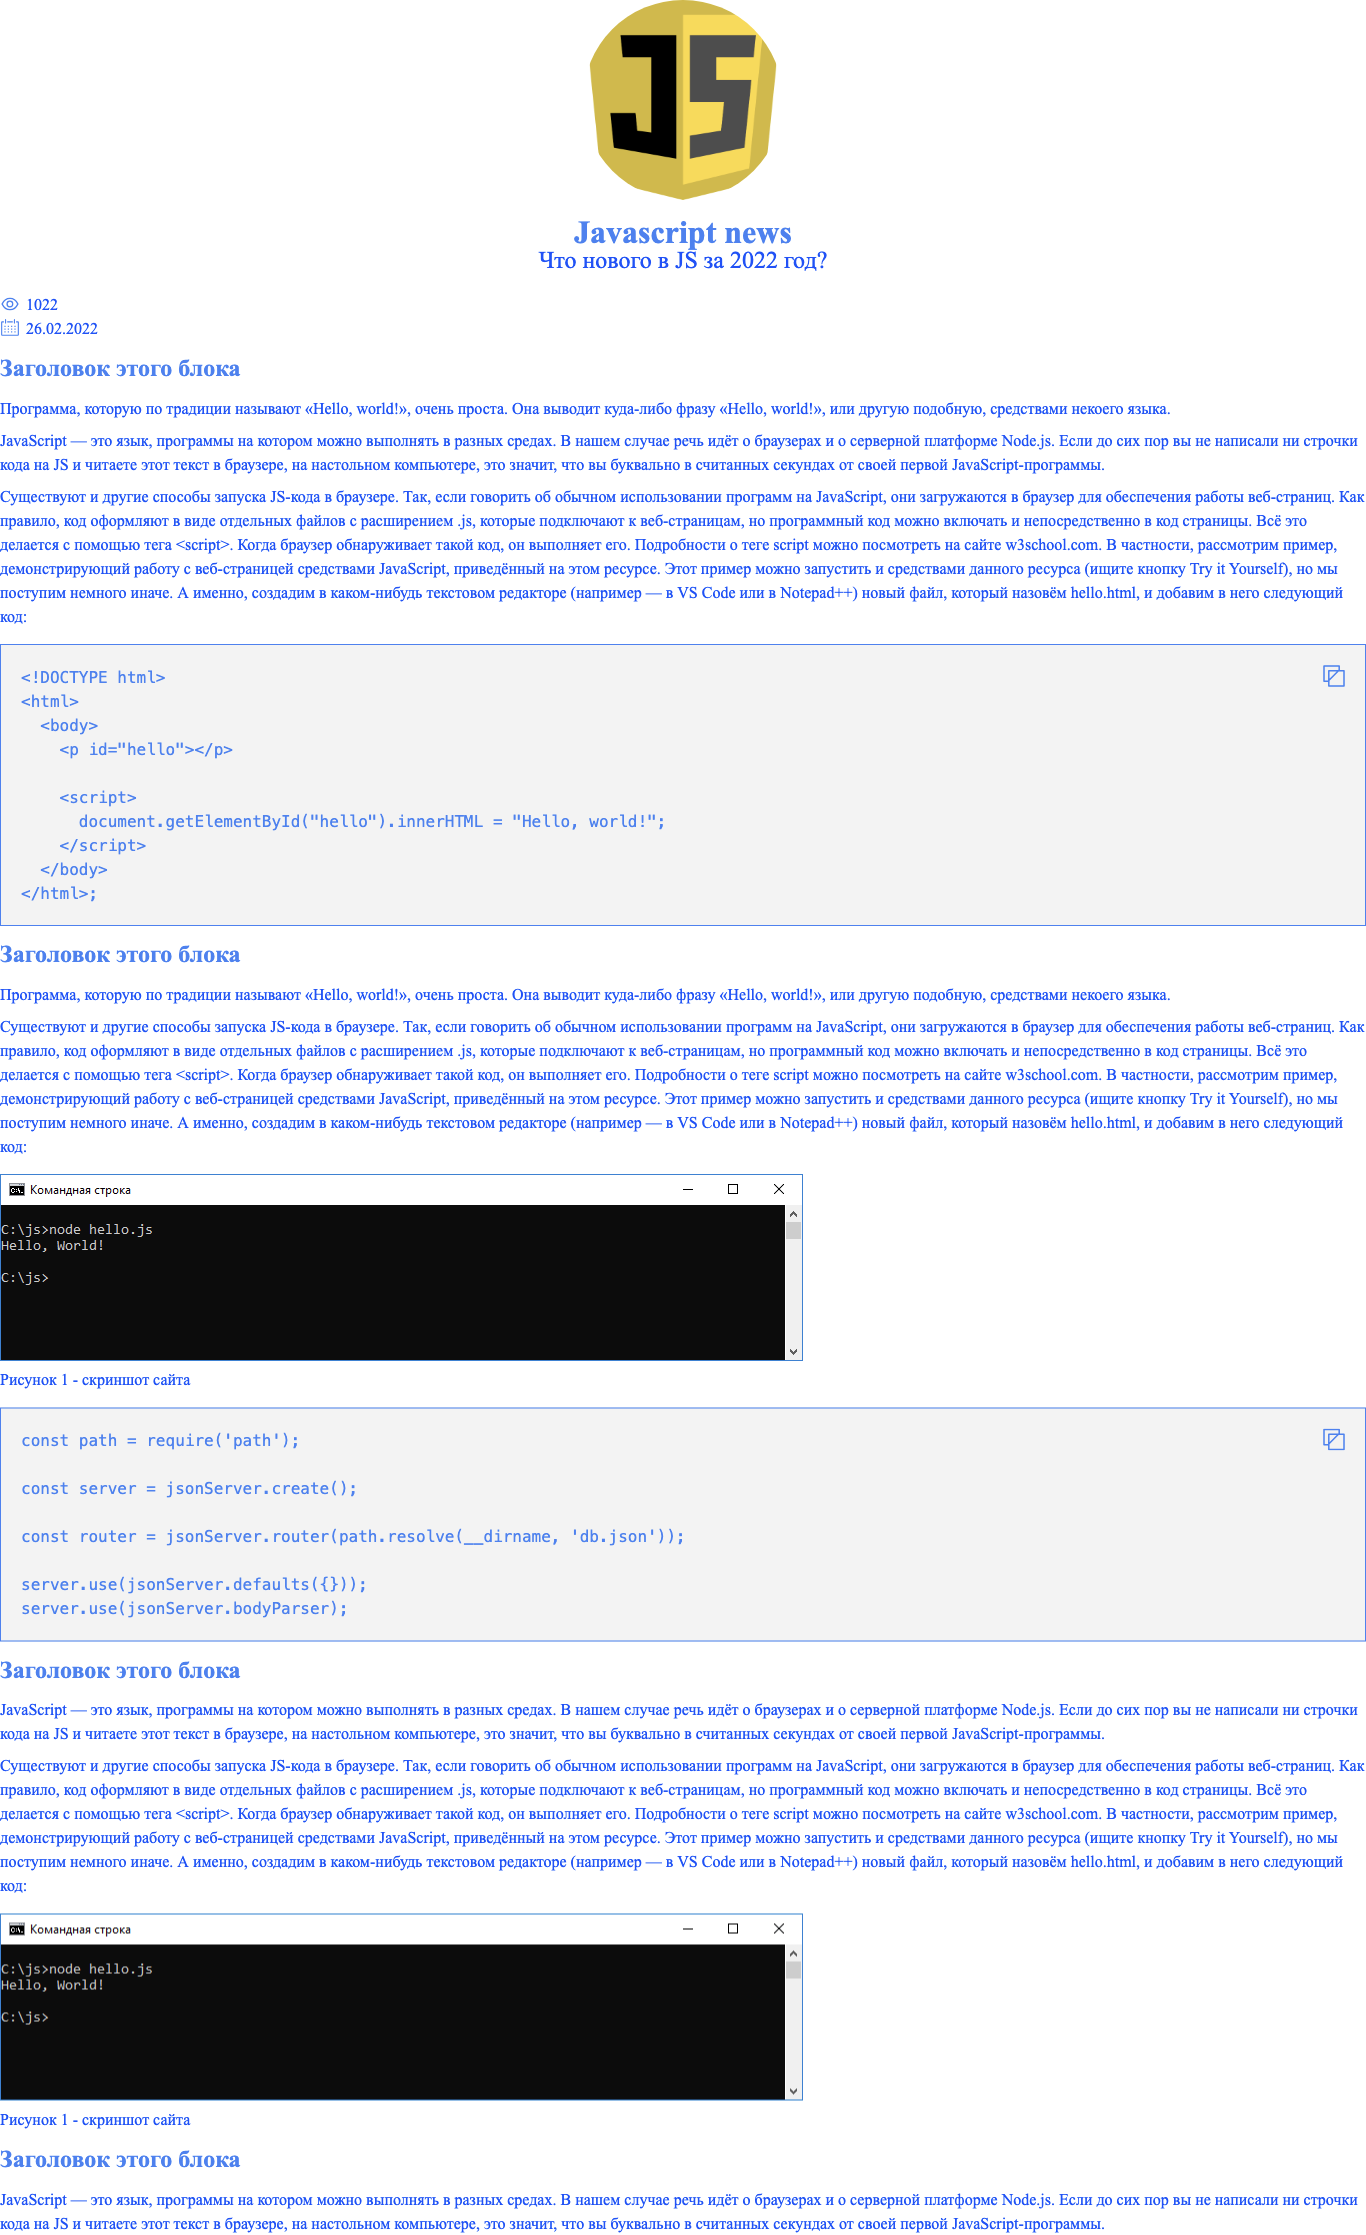 JS
Javascript news
Что нового в JS за 2022 год?
1022
26.02.2022
Заголовок этого блока
Программа, которую по традиции называют «Hello, world!», очень проста. Она выводит куда-либо фразу «Hello, world!», или другую подобную, средствами некоего языка.
JavaScript — это язык, программы на котором можно выполнять в разных средах. В нашем случае речь идёт о браузерах и о серверной платформе Node.js. Если до сих пор вы не написали ни строчки
кода на JS и читаете этот текст в браузере, на настольном компьютере, это значит, что вы буквально в считанных секундах от своей первой JavaScript-программы.
Существуют и другие способы запуска JS-кода в браузере. Так, если говорить об обычном использовании программ на JavaScript, они загружаются в браузер для обеспечения работы веб-страниц. Как
правило, код оформляют в виде отдельных файлов с расширением .js, которые подключают к веб-страницам, но программный код можно включать и непосредственно в код страницы. Всё это
делается с помощью тега <script>. Когда браузер обнаруживает такой код, он выполняет его. Подробности о теге script можно посмотреть на сайте w3school.com. В частности, рассмотрим пример,
демонстрирующий работу с веб-страницей средствами JavaScript, приведённый на этом ресурсе. Этот пример можно запустить и средствами данного ресурса (ищите кнопку Try it Yourself), но мы
поступим немного иначе. А именно, создадим в каком-нибудь текстовом редакторе (например — в VS Code или в Notepad++) новый файл, который назовём hello.html, и добавим в него следующий
код:
<!DOCTYPE html>
<html>
<body>
<p id="hello"></p>
<script>
document.getElementById("hello").innerHTML = "Hello, world!";
</script>
</body>
</html>;
Заголовок этого блока
Программа, которую по традиции называют «Hello, world!», очень проста. Она выводит куда-либо фразу «Hello, world!», или другую подобную, средствами некоего языка.
Существуют и другие способы запуска JS-кода в браузере. Так, если говорить об обычном использовании программ на JavaScript, они загружаются в браузер для обеспечения работы веб-страниц. Как
правило, код оформляют в виде отдельных файлов с расширением .js, которые подключают к веб-страницам, но программный код можно включать и непосредственно в код страницы. Всё это
делается с помощью тега <script>. Когда браузер обнаруживает такой код, он выполняет его. Подробности о теге script можно посмотреть на сайте w3school.com. В частности, рассмотрим пример,
демонстрирующий работу с веб-страницей средствами JavaScript, приведённый на этом ресурсе. Этот пример можно запустить и средствами данного ресурса (ищите кнопку Try it Yourself), но мы
поступим немного иначе. А именно, создадим в каком-нибудь текстовом редакторе (например — в VS Code или в Notepad++) новый файл, который назовём hello.html, и добавим в него следующий
код:
Командная строка
C:\js>node hello.js
Hello, World!
C:\js>
Рисунок 1 - скриншот сайта
const path = require('path');
const server = jsonServer.create();
const router = jsonServer.router(path.resolve(__dirname, 'db.json'));
server.use(jsonServer.defaults({}));
server.use(jsonServer.bodyParser);
Заголовок этого блока
JavaScript — это язык, программы на котором можно выполнять в разных средах. В нашем случае речь идёт о браузерах и о серверной платформе Node.js. Если до сих пор вы не написали ни строчки
кода на JS и читаете этот текст в браузере, на настольном компьютере, это значит, что вы буквально в считанных секундах от своей первой JavaScript-программы.
Существуют и другие способы запуска JS-кода в браузере. Так, если говорить об обычном использовании программ на JavaScript, они загружаются в браузер для обеспечения работы веб-страниц. Как
правило, код оформляют в виде отдельных файлов с расширением .js, которые подключают к веб-страницам, но программный код можно включать и непосредственно в код страницы. Всё это
делается с помощью тега <script>. Когда браузер обнаруживает такой код, он выполняет его. Подробности о теге script можно посмотреть на сайте w3school.com. В частности, рассмотрим пример,
демонстрирующий работу с веб-страницей средствами JavaScript, приведённый на этом ресурсе. Этот пример можно запустить и средствами данного ресурса (ищите кнопку Try it Yourself), но мы
поступим немного иначе. А именно, создадим в каком-нибудь текстовом редакторе (например — в VS Code или в Notepad++) новый файл, который назовём hello.html, и добавим в него следующий
код:
Командная строка
C:\js>node hello.js
Hello, World!
C:\js>
Рисунок 1 - скриншот сайта
Заголовок этого блока
JavaScript — это язык, программы на котором можно выполнять в разных средах. В нашем случае речь идёт о браузерах и о серверной платформе Node.js. Если до сих пор вы не написали ни строчки
кода на JS и читаете этот текст в браузере, на настольном компьютере, это значит, что вы буквально в считанных секундах от своей первой JavaScript-программы.